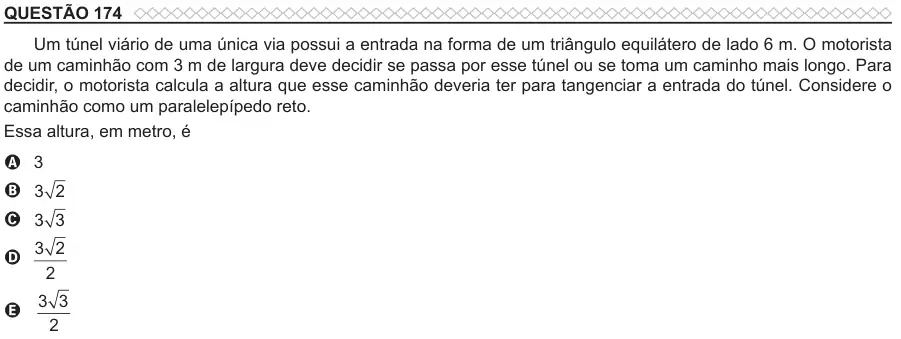 QUESTÃO 174
Um túnel viário de uma única via possui a entrada na forma de um triângulo equilátero de lado 6 m. O motorista
de um caminhão com 3 m de largura deve decidir se passa por esse túnel ou se toma um caminho mais longo. Para
decidir, o motorista calcula a altura que esse caminhão deveria ter para tangenciar a entrada do túnel. Considere o
caminhão como um paralelepípedo reto.
Essa altura, em metro, é
A 3
B 3√2
C 3√3
D 3√2/2
E 3√3/2